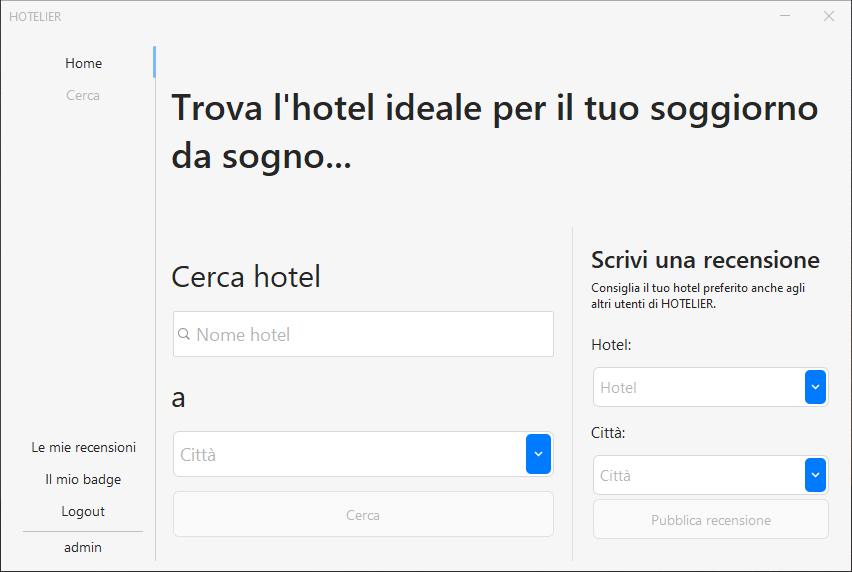 HOTELIER
Home
Cerca
Trova l'hotel ideale per il tuo soggiorno
da sogno...
Cerca hotel
Nome hotel
a
Città
Cerca
Scrivi una recensione
Consiglia il tuo hotel preferito anche agli
altri utenti di HOTELIER.
Hotel:
Hotel
Città:
Città
Pubblica recensione
Le mie recensioni
Il mio badge
Logout
admin